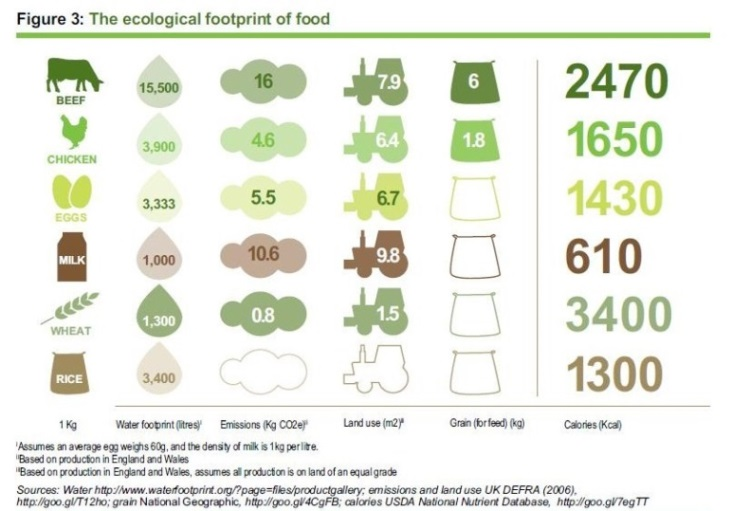 Figure 3: The ecological footprint of food
BEEF 15,500 16 7.9 6 2470
CHICKEN 3,900 4.6 6.4 1.8 1650
EGGS 3,333 5.5 6.7 1430
MILK 1,000 10.6 9.8 610
WHEAT 1,300 0.8 1.5 3400
RICE 3,400 1300
1 Kg Water footprint (litres)ⁱ Emissions (Kg CO2e)ⁱⁱ Land use (m2)ⁱⁱⁱ Grain (for feed) (kg) Calories (Kcal)
ⁱAssumes an average egg weighs 60g, and the density of milk is 1kg per litre.
ⁱⁱBased on production in England and Wales
ⁱⁱⁱBased on production in England and Wales, assumes all production is on land of an equal grade
Sources: Water http://www.waterfootprint.org/?page=files/productgallery; emissions and land use UK DEFRA (2006),
http://goo.gl/T12ho; grain National Geographic, http://goo.gl/4CgFB; calories USDA National Nutrient Database, http://goo.gl/7egTT